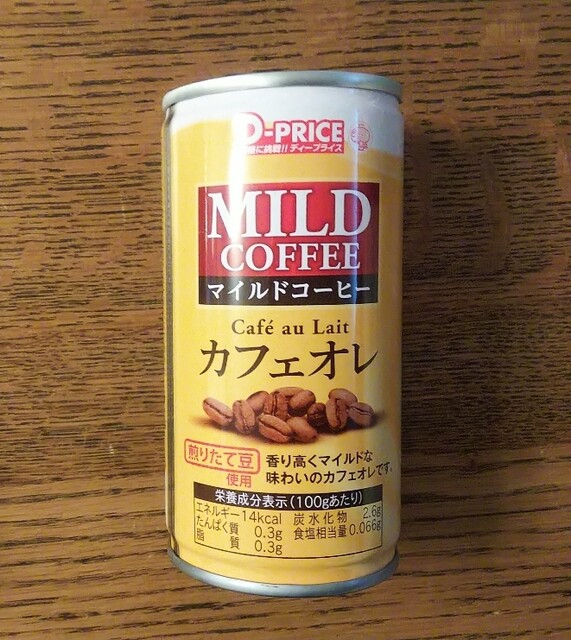 D-PRICE
に挑戦!! ディープライス
MILD
COFFEE
マイルドコーヒー
Café au Lait
カフェオレ
煎りたて豆
使用
香り高くマイルドな
味わいのカフェオレです。
栄養成分表示(100gあたり)
エネルギー 14kcal 炭水化物 2.6g
たんぱく質 0.3g 食塩相当量 0.066g
脂質 0.3g